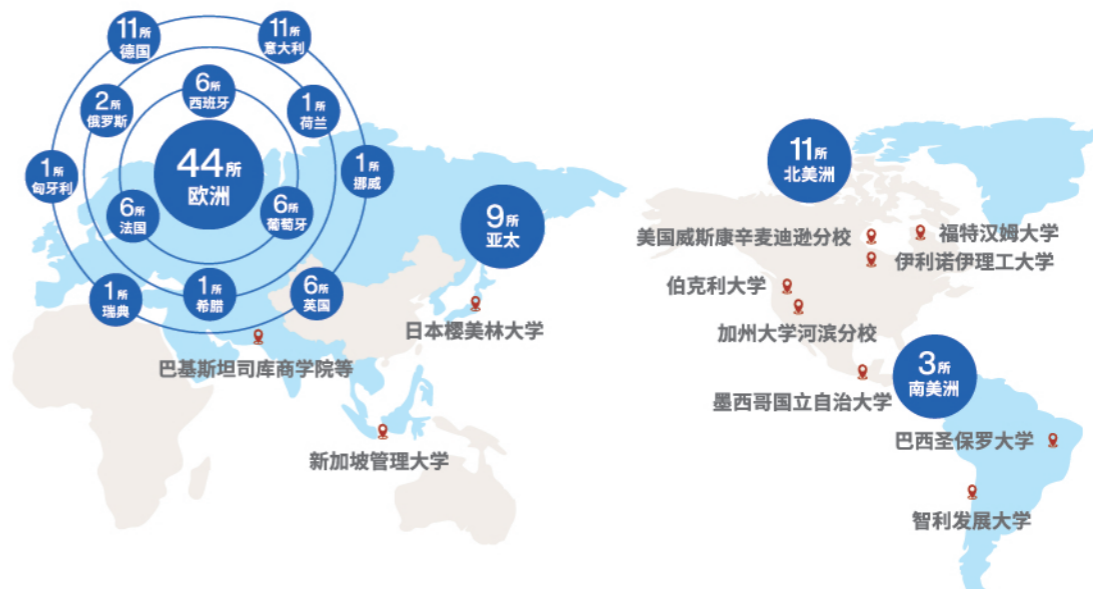 11所
德国
11所
意大利
6所
西班牙
2所
俄罗斯
1所
荷兰
44所
欧洲
1所
匈牙利
1所
挪威
6所
法国
6所
葡萄牙
1所
瑞典
1所
希腊
6所
英国
9所
亚太
日本樱美林大学
巴基斯坦司库商学院等
新加坡管理大学
11所
北美洲
美国威斯康辛麦迪逊分校
福特汉姆大学
伊利诺伊理工大学
伯克利大学
加州大学河滨分校
3所
南美洲
墨西哥国立自治大学
巴西圣保罗大学
智利发展大学